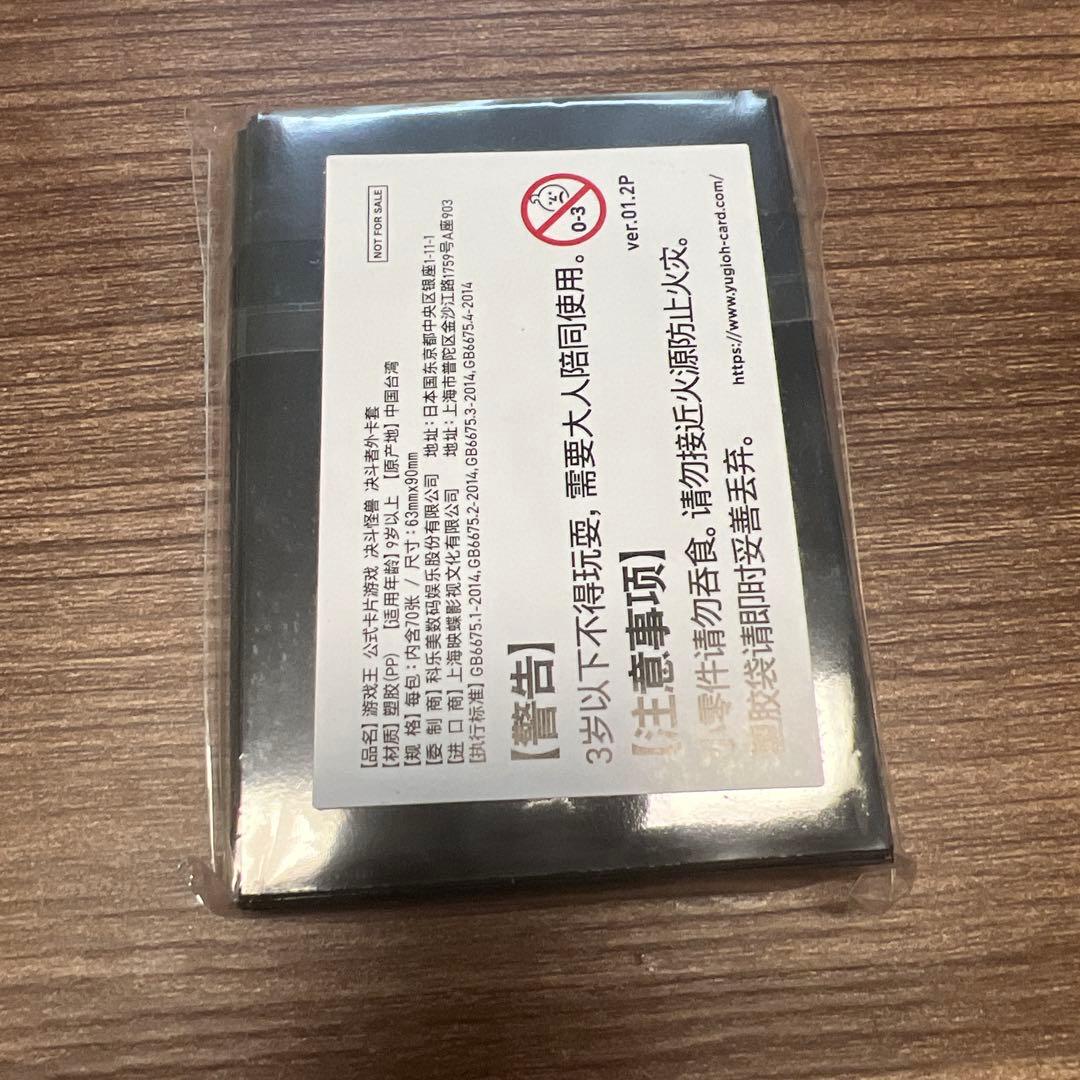 NOT FOR SALE
【品名】游戏王 公式卡片游戏 决斗怪兽 决斗者外卡套
【材质】塑胶(PP) 【适用年龄】9岁以上 【原产地】中国台湾
【规 格】每包：内含70张 / 尺寸：63mmx90mm
【委 制 商】科乐美数码娱乐股份有限公司 地址：日本国东京都中央区银座1-11-1
【进 口 商】上海映蝶影视文化有限公司 地址：上海市普陀区金沙江路1759号A座903
【执行标准】GB6675.1-2014,GB6675.2-2014,GB6675.3-2014,GB6675.4-2014
【警告】
0-3
3岁以下不得玩耍，需要大人陪同使用。
ver.01.2P
【注意事项】
小零件请勿吞食。请勿接近火源防止火灾。
塑胶袋请即时妥善丢弃。
https://www.yugioh-card.com/